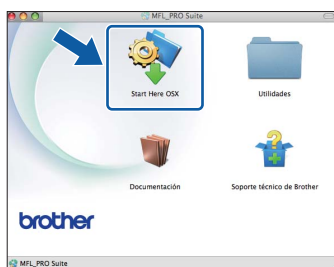 MFL_PRO Suite
Start Here OSX
Utilidades
Documentación
Soporte técnico de Brother
brother
MFL_PRO Suite